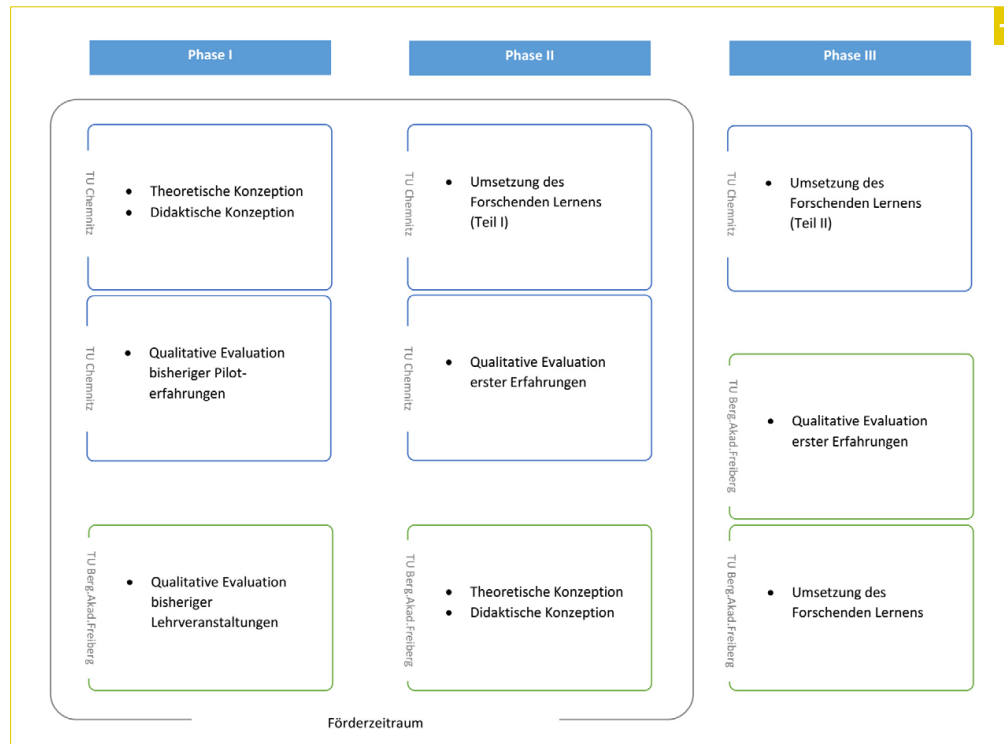 Phase I
Phase II
Phase III
TU Chemnitz
• Theoretische Konzeption
• Didaktische Konzeption
TU Chemnitz
• Umsetzung des
Forschenden Lernens
(Teil I)
TU Chemnitz
• Umsetzung des
Forschenden Lernens
(Teil II)
TU Chemnitz
• Qualitative Evaluation
bisheriger Pilot-
erfahrungen
TU Chemnitz
• Qualitative Evaluation
erster Erfahrungen
TU Berg.Akad.Freiberg
• Qualitative Evaluation
erster Erfahrungen
TU Berg.Akad.Freiberg
• Qualitative Evaluation
bisheriger
Lehrveranstaltungen
TU Berg.Akad.Freiberg
• Theoretische Konzeption
• Didaktische Konzeption
TU Berg.Akad.Freiberg
• Umsetzung des
Forschenden Lernens
Förderzeitraum